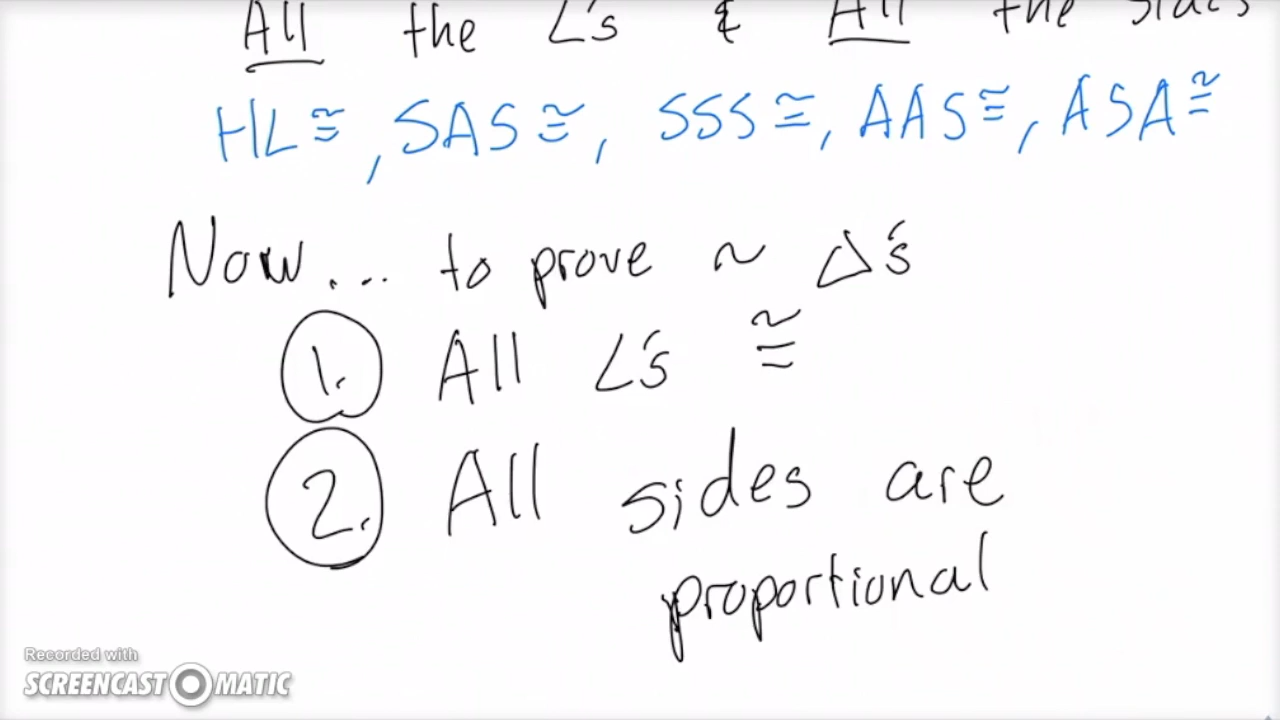 All the ∠'s & All the sides
HL≅, SAS≅, SSS≅, AAS≅, ASA≅
Now... to prove ~ △'s
1. All ∠'s ≅
2. All sides are
proportional
Recorded with
SCREENCAST-O-MATIC